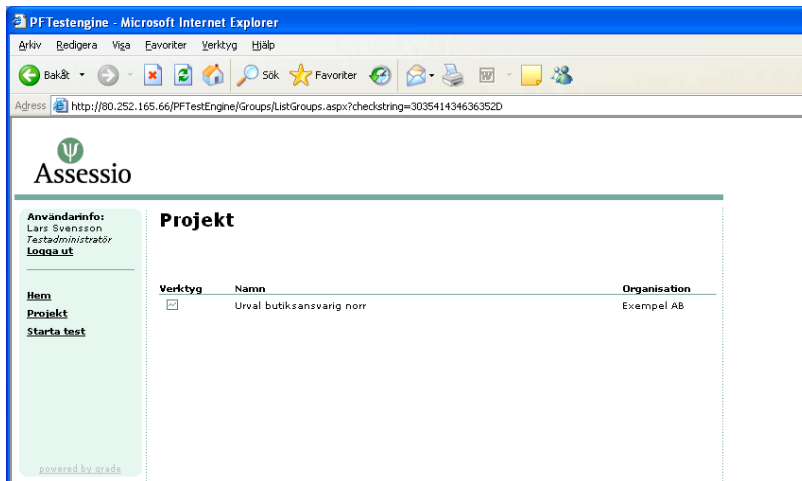 PFTestengine - Microsoft Internet Explorer
Arkiv Redigera Visa Favoriter Verktyg Hjälp
Bakåt Sök Favoriter
Adress http://80.252.165.66/PFTestEngine/Groups/ListGroups.aspx?checkstring=303541434636352D
Assessio
Användarinfo:
Lars Svensson
Testadministratör
Logga ut
Hem
Projekt
Starta test
powered by grade
Projekt
Verktyg Namn Organisation
Urval butiksansvarig norr Exempel AB